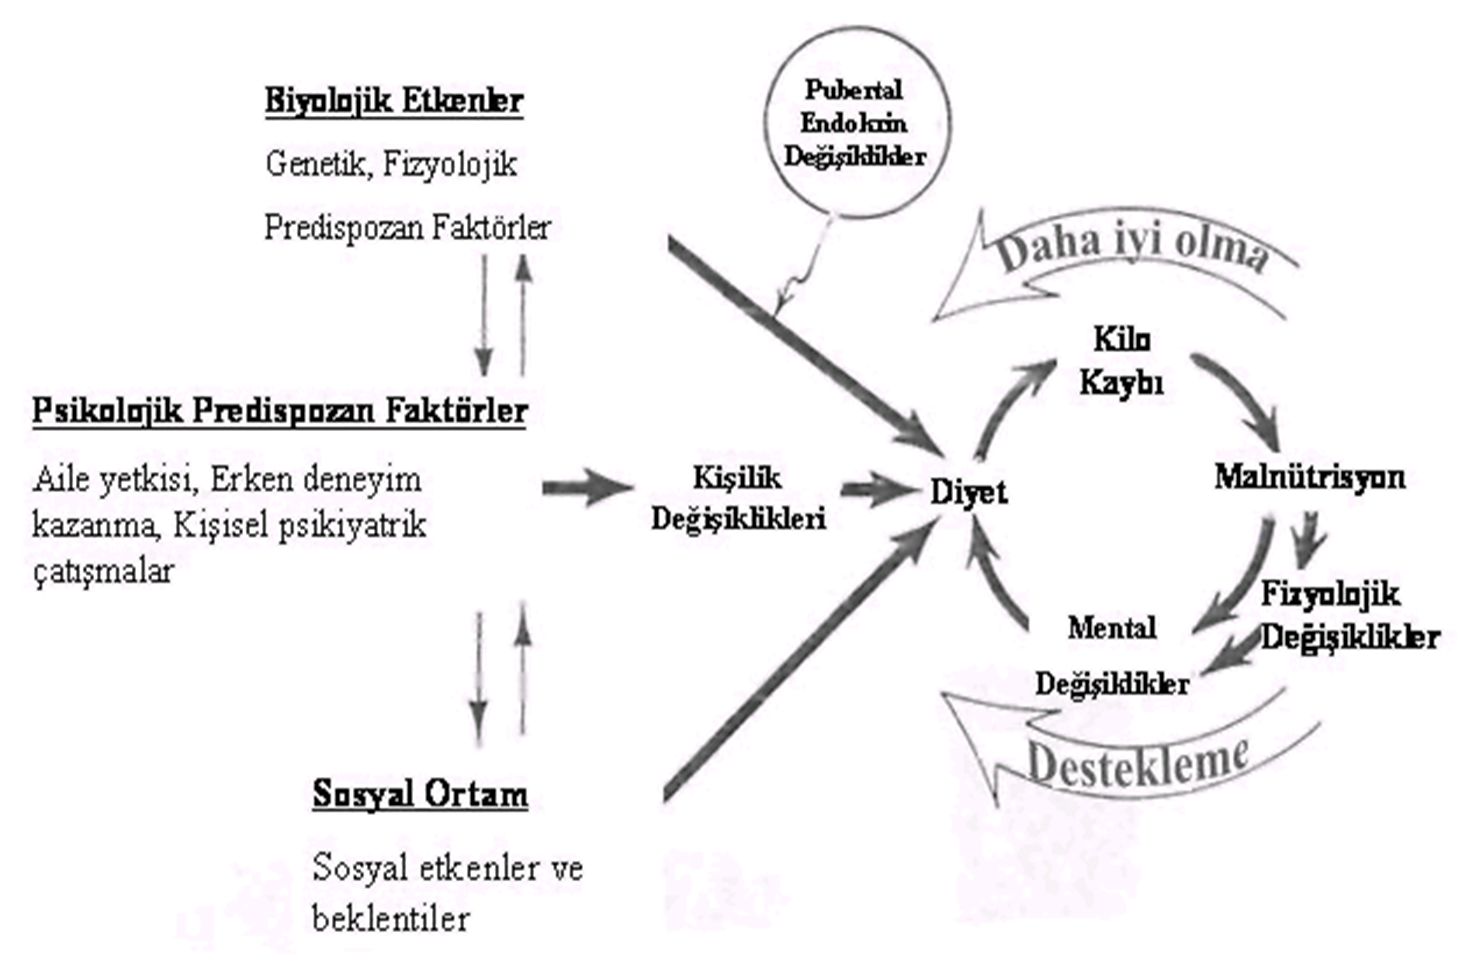 Biyolojik Etkenler
Genetik, Fizyolojik
Predispozan Faktörler
Psikolojik Predispozan Faktörler
Aile yetkisi, Erken deneyim
kazanma, Kişisel psikiyatrik
çatışmalar
Sosyal Ortam
Sosyal etkenler ve
beklentiler
Kişilik
Değişiklikleri
Pubertal
Endokrin
Değişiklikler
Diyet
Daha iyi olma
Kilo
Kaybı
Malnütrisyon
Fizyolojik
Değişiklikler
Mental
Değişiklikler
Destekleme